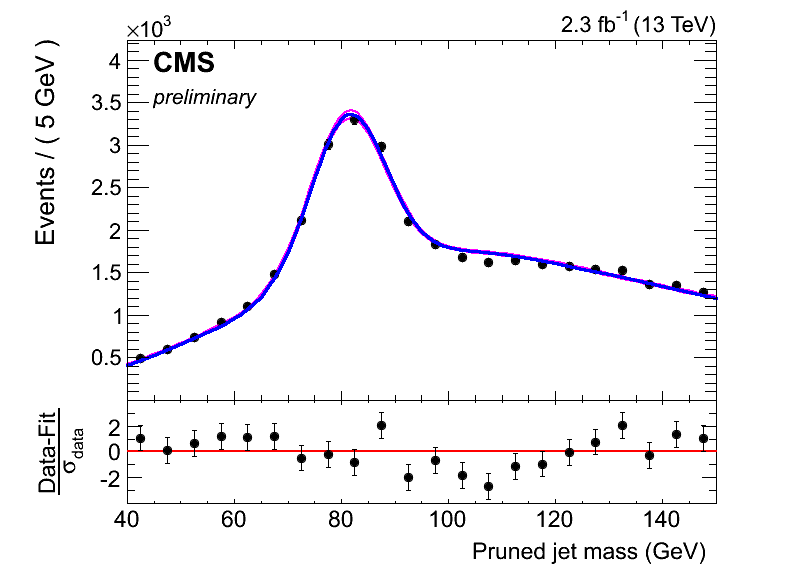 ×10³
2.3 fb⁻¹ (13 TeV)
CMS
preliminary
Events / ( 5 GeV )
4
3.5
3
2.5
2
1.5
1
0.5
Data-Fit
σdata
2
0
-2
40 60 80 100 120 140
Pruned jet mass (GeV)